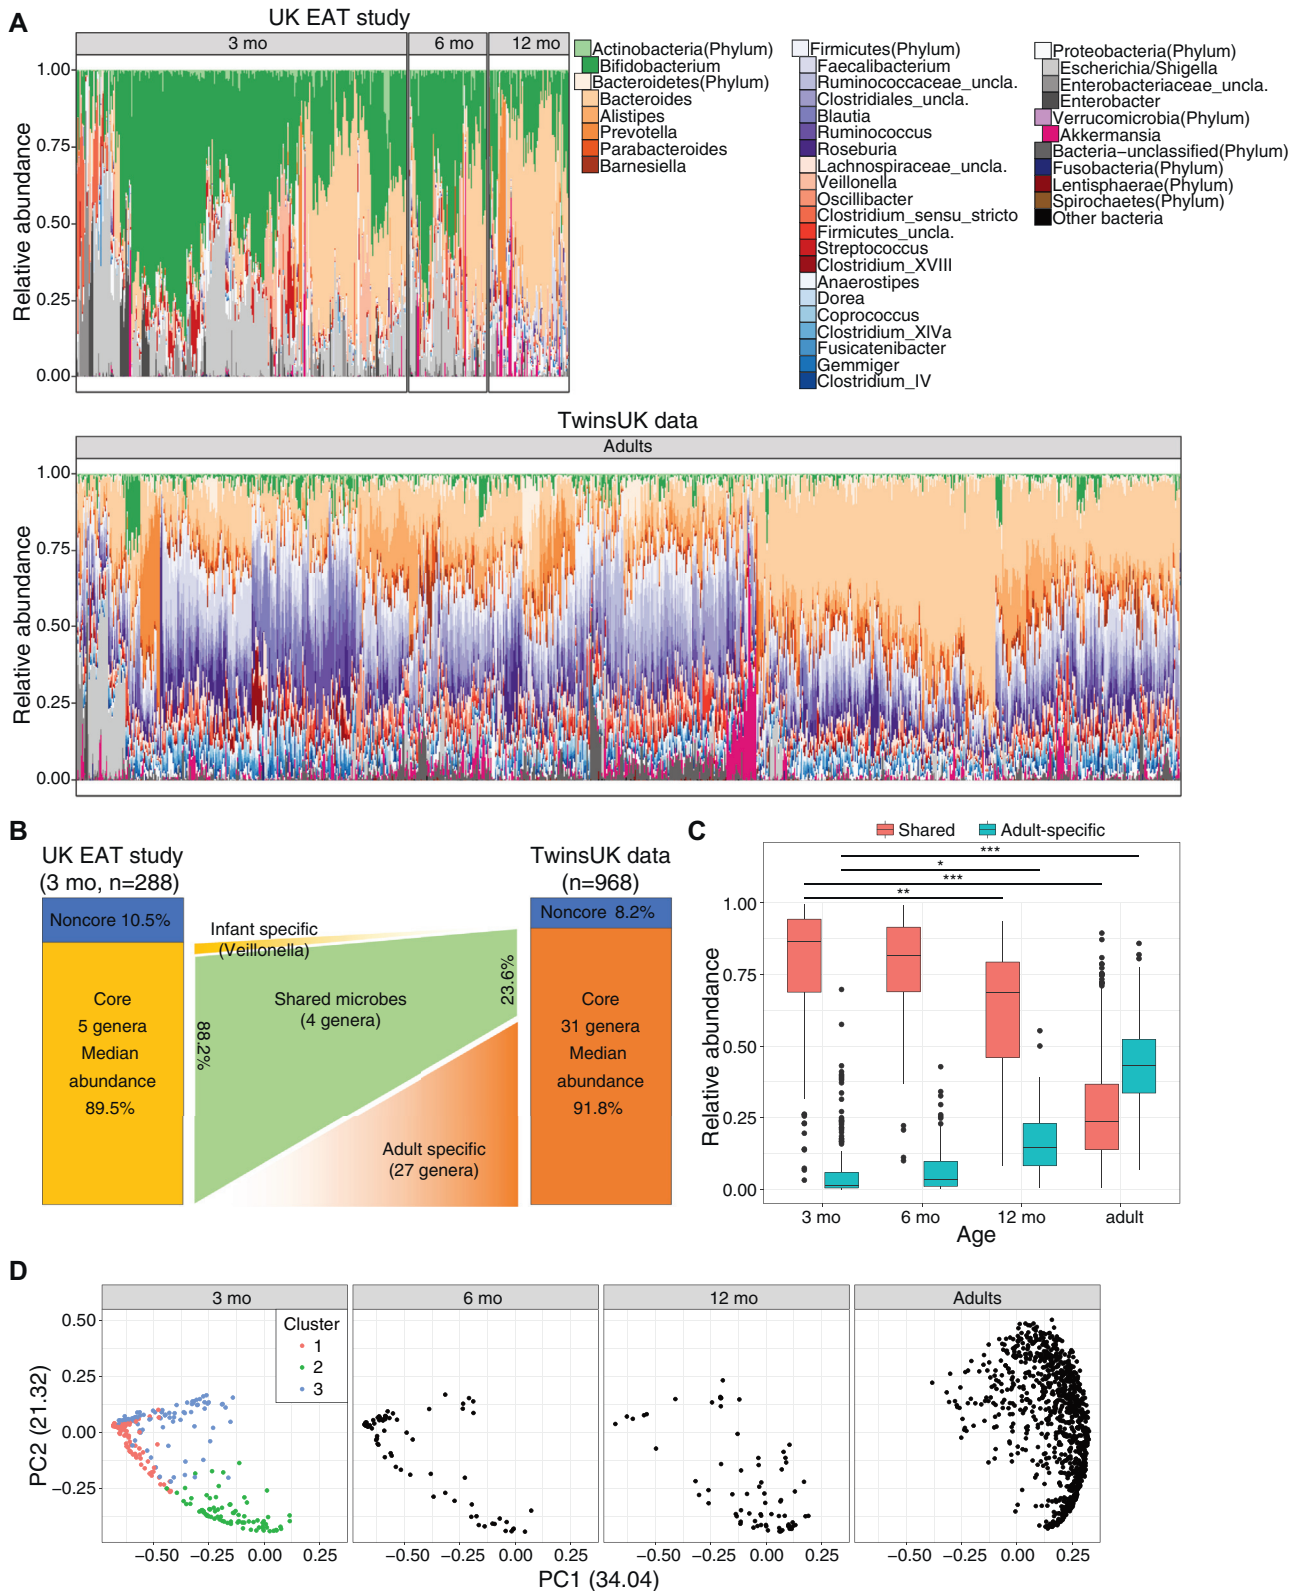 A
UK EAT study
3 mo
6 mo
12 mo
1.00
0.75
0.50
0.25
0.00
Relative abundance
Actinobacteria(Phylum)
Bifidobacterium
Bacteroidetes(Phylum)
Bacteroides
Alistipes
Prevotella
Parabacteroides
Barnesiella
Firmicutes(Phylum)
Faecalibacterium
Ruminococcaceae_uncla.
Clostridiales_uncla.
Blautia
Ruminococcus
Roseburia
Lachnospiraceae_uncla.
Veillonella
Oscillibacter
Clostridium_sensu_stricto
Firmicutes_uncla.
Streptococcus
Clostridium_XVIII
Anaerostipes
Dorea
Coprococcus
Clostridium_XIVa
Fusicatenibacter
Gemmiger
Clostridium_IV
Proteobacteria(Phylum)
Escherichia/Shigella
Enterobacteriaceae_uncla.
Enterobacter
Verrucomicrobia(Phylum)
Akkermansia
Bacteria−unclassified(Phylum)
Fusobacteria(Phylum)
Lentisphaerae(Phylum)
Spirochaetes(Phylum)
Other bacteria
TwinsUK data
Adults
1.00
0.75
0.50
0.25
0.00
Relative abundance
B
UK EAT study
(3 mo, n=288)
Noncore 10.5%
Core
5 genera
Median
abundance
89.5%
Infant specific
(Veillonella)
Shared microbes
(4 genera)
88.2%
23.6%
Adult specific
(27 genera)
TwinsUK data
(n=968)
Noncore 8.2%
Core
31 genera
Median
abundance
91.8%
C
Shared
Adult-specific
***
*
***
**
1.00
0.75
0.50
0.25
0.00
Relative abundance
3 mo
6 mo
12 mo
adult
Age
D
3 mo
6 mo
12 mo
Adults
Cluster
1
2
3
0.50
0.25
0.00
−0.25
PC2 (21.32)
−0.50 −0.25 0.00 0.25
−0.50 −0.25 0.00 0.25
−0.50 −0.25 0.00 0.25
−0.50 −0.25 0.00 0.25
PC1 (34.04)